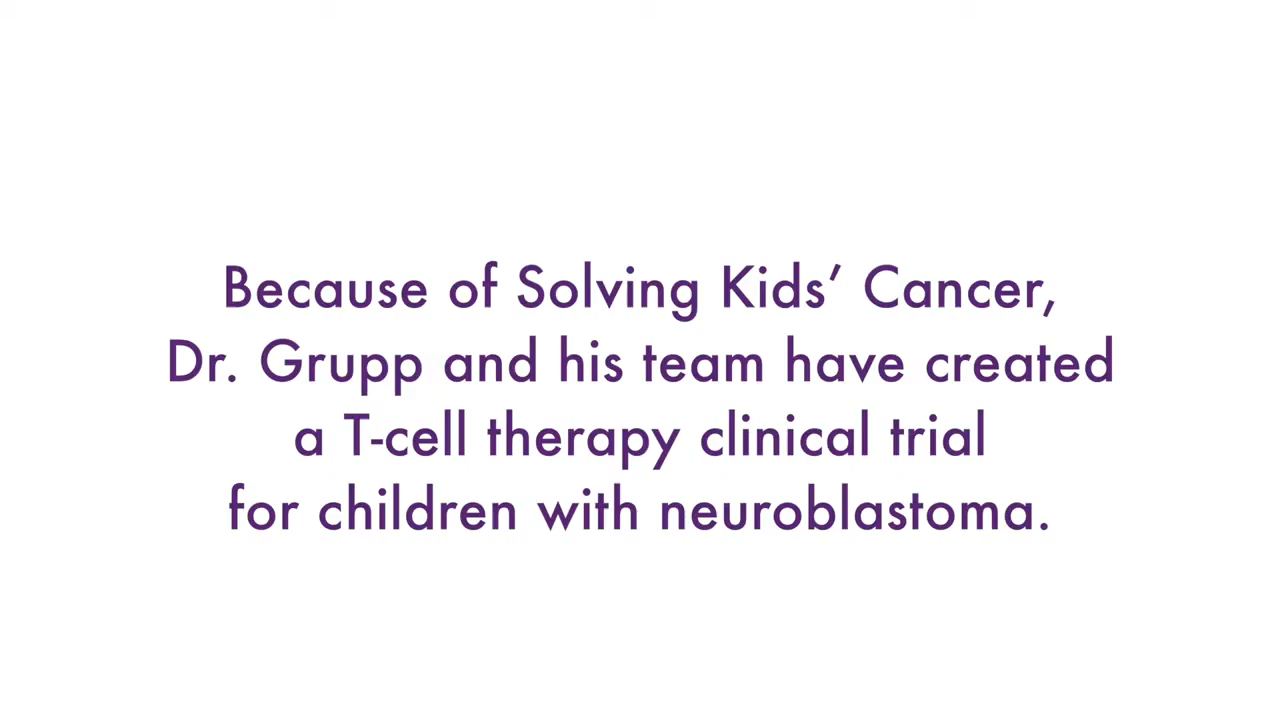 Because of Solving Kids’ Cancer,
Dr. Grupp and his team have created
a T-cell therapy clinical trial
for children with neuroblastoma.